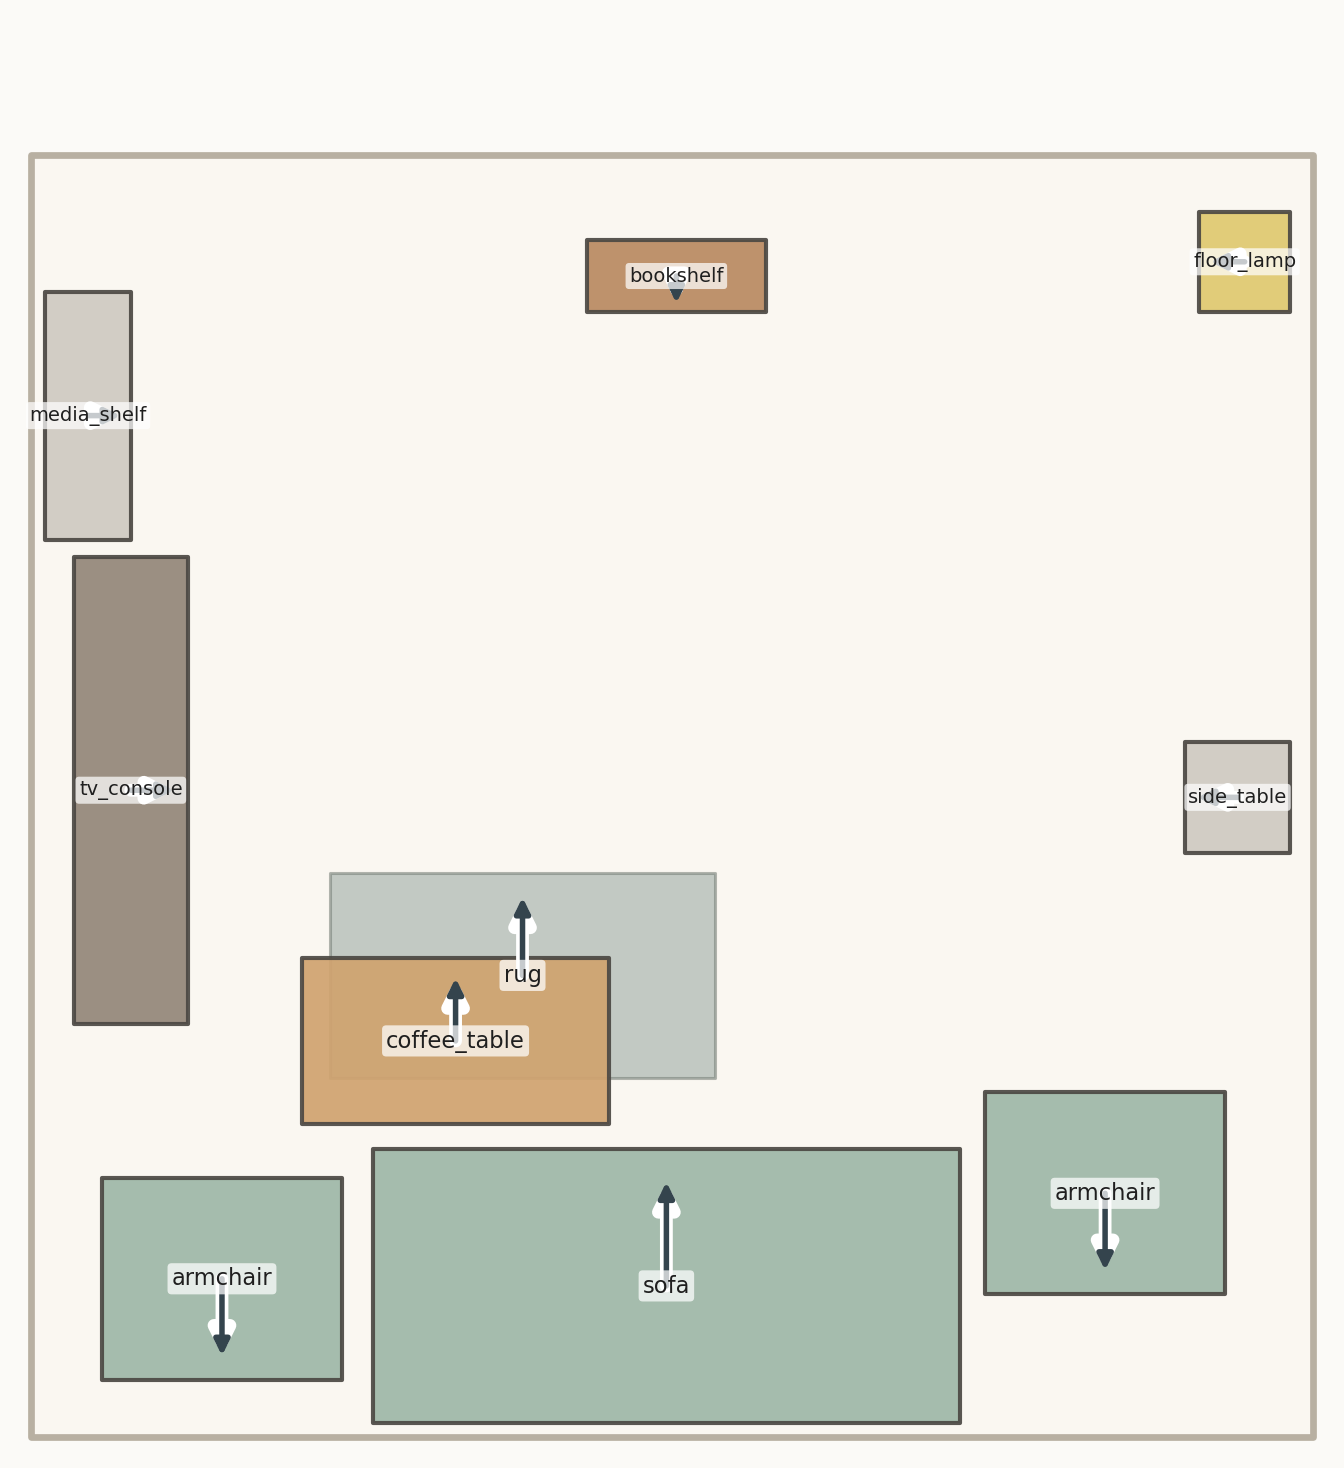 floor_lamp
bookshelf
media_shelf
tv_console
side_table
rug
coffee_table
armchair
armchair
sofa